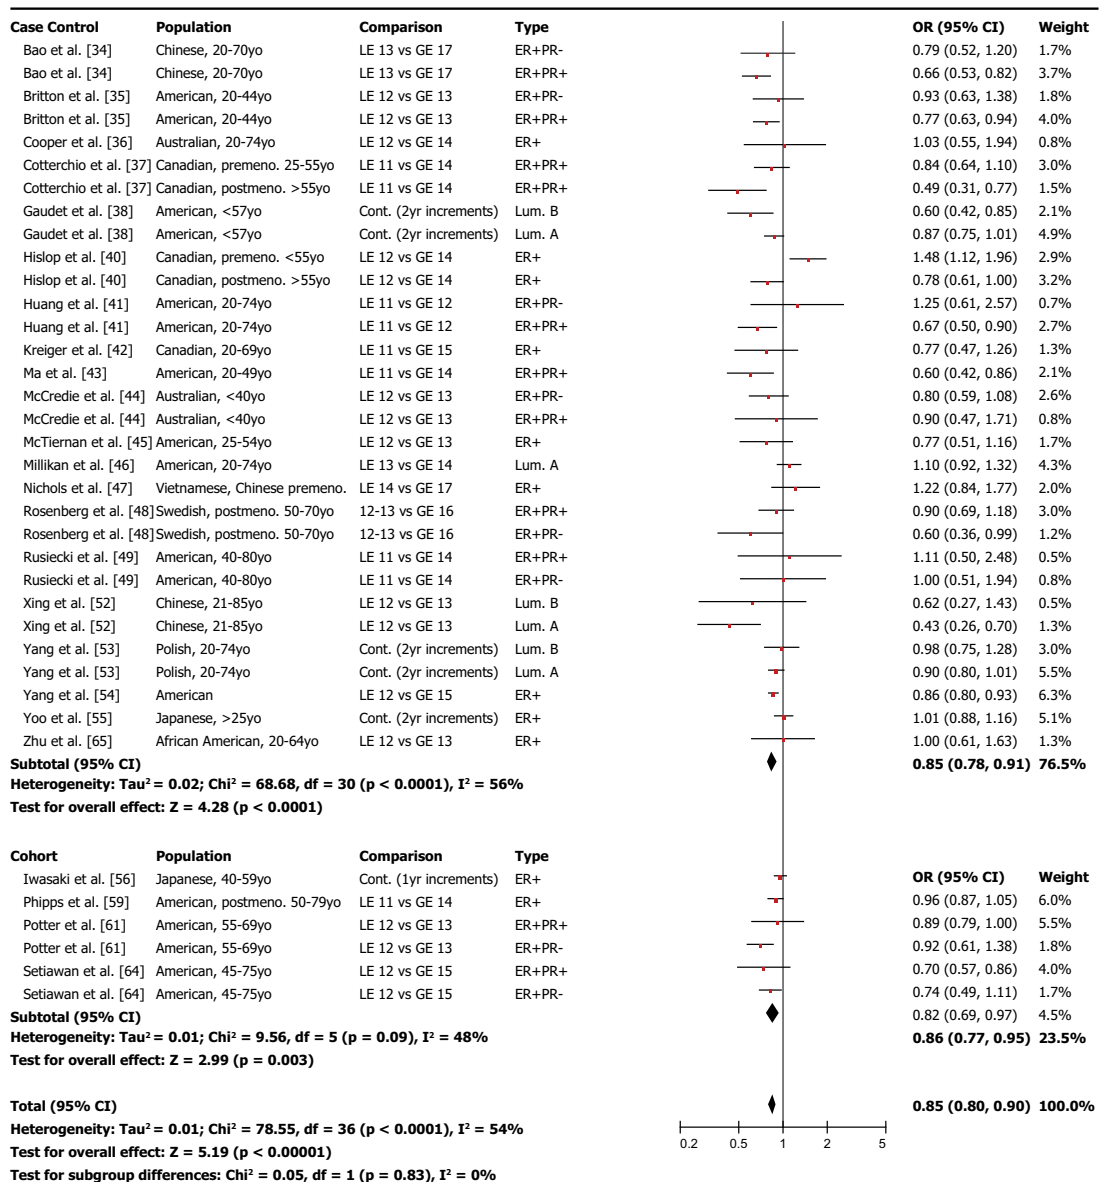 Case Control Population Comparison Type OR (95% CI) Weight
Bao et al. [34] Chinese, 20-70yo LE 13 vs GE 17 ER+PR- 0.79 (0.52, 1.20) 1.7%
Bao et al. [34] Chinese, 20-70yo LE 13 vs GE 17 ER+PR+ 0.66 (0.53, 0.82) 3.7%
Britton et al. [35] American, 20-44yo LE 12 vs GE 13 ER+PR- 0.93 (0.63, 1.38) 1.8%
Britton et al. [35] American, 20-44yo LE 12 vs GE 13 ER+PR+ 0.77 (0.63, 0.94) 4.0%
Cooper et al. [36] Australian, 20-74yo LE 12 vs GE 14 ER+ 1.03 (0.55, 1.94) 0.8%
Cotterchio et al. [37] Canadian, premeno. 25-55yo LE 11 vs GE 14 ER+PR+ 0.84 (0.64, 1.10) 3.0%
Cotterchio et al. [37] Canadian, postmeno. >55yo LE 11 vs GE 14 ER+PR+ 0.49 (0.31, 0.77) 1.5%
Gaudet et al. [38] American, <57yo Cont. (2yr increments) Lum. B 0.60 (0.42, 0.85) 2.1%
Gaudet et al. [38] American, <57yo Cont. (2yr increments) Lum. A 0.87 (0.75, 1.01) 4.9%
Hislop et al. [40] Canadian, premeno. <55yo LE 12 vs GE 14 ER+ 1.48 (1.12, 1.96) 2.9%
Hislop et al. [40] Canadian, postmeno. >55yo LE 12 vs GE 14 ER+ 0.78 (0.61, 1.00) 3.2%
Huang et al. [41] American, 20-74yo LE 11 vs GE 12 ER+PR- 1.25 (0.61, 2.57) 0.7%
Huang et al. [41] American, 20-74yo LE 11 vs GE 12 ER+PR+ 0.67 (0.50, 0.90) 2.7%
Kreiger et al. [42] Canadian, 20-69yo LE 11 vs GE 15 ER+ 0.77 (0.47, 1.26) 1.3%
Ma et al. [43] American, 20-49yo LE 11 vs GE 14 ER+PR+ 0.60 (0.42, 0.86) 2.1%
McCredie et al. [44] Australian, <40yo LE 12 vs GE 13 ER+PR- 0.80 (0.59, 1.08) 2.6%
McCredie et al. [44] Australian, <40yo LE 12 vs GE 13 ER+PR+ 0.90 (0.47, 1.71) 0.8%
McTiernan et al. [45] American, 25-54yo LE 12 vs GE 13 ER+ 0.77 (0.51, 1.16) 1.7%
Millikan et al. [46] American, 20-74yo LE 13 vs GE 14 Lum. A 1.10 (0.92, 1.32) 4.3%
Nichols et al. [47] Vietnamese, Chinese premeno. LE 14 vs GE 17 ER+ 1.22 (0.84, 1.77) 2.0%
Rosenberg et al. [48] Swedish, postmeno. 50-70yo 12-13 vs GE 16 ER+PR+ 0.90 (0.69, 1.18) 3.0%
Rosenberg et al. [48] Swedish, postmeno. 50-70yo 12-13 vs GE 16 ER+PR- 0.60 (0.36, 0.99) 1.2%
Rusiecki et al. [49] American, 40-80yo LE 11 vs GE 14 ER+PR+ 1.11 (0.50, 2.48) 0.5%
Rusiecki et al. [49] American, 40-80yo LE 11 vs GE 14 ER+PR- 1.00 (0.51, 1.94) 0.8%
Xing et al. [52] Chinese, 21-85yo LE 12 vs GE 13 Lum. B 0.62 (0.27, 1.43) 0.5%
Xing et al. [52] Chinese, 21-85yo LE 12 vs GE 13 Lum. A 0.43 (0.26, 0.70) 1.3%
Yang et al. [53] Polish, 20-74yo Cont. (2yr increments) Lum. B 0.98 (0.75, 1.28) 3.0%
Yang et al. [53] Polish, 20-74yo Cont. (2yr increments) Lum. A 0.90 (0.80, 1.01) 5.5%
Yang et al. [54] American LE 12 vs GE 15 ER+ 0.86 (0.80, 0.93) 6.3%
Yoo et al. [55] Japanese, >25yo Cont. (2yr increments) ER+ 1.01 (0.88, 1.16) 5.1%
Zhu et al. [65] African American, 20-64yo LE 12 vs GE 13 ER+ 1.00 (0.61, 1.63) 1.3%
Subtotal (95% CI) 0.85 (0.78, 0.91) 76.5%
Heterogeneity: Tau² = 0.02; Chi² = 68.68, df = 30 (p < 0.0001), I² = 56%
Test for overall effect: Z = 4.28 (p < 0.0001)
Cohort Population Comparison Type
Iwasaki et al. [56] Japanese, 40-59yo Cont. (1yr increments) ER+ OR (95% CI) Weight
Phipps et al. [59] American, postmeno. 50-79yo LE 11 vs GE 14 ER+ 0.96 (0.87, 1.05) 6.0%
Potter et al. [61] American, 55-69yo LE 12 vs GE 13 ER+PR+ 0.89 (0.79, 1.00) 5.5%
Potter et al. [61] American, 55-69yo LE 12 vs GE 13 ER+PR- 0.92 (0.61, 1.38) 1.8%
Setiawan et al. [64] American, 45-75yo LE 12 vs GE 15 ER+PR+ 0.70 (0.57, 0.86) 4.0%
Setiawan et al. [64] American, 45-75yo LE 12 vs GE 15 ER+PR- 0.74 (0.49, 1.11) 1.7%
Subtotal (95% CI) 0.82 (0.69, 0.97) 4.5%
Heterogeneity: Tau² = 0.01; Chi² = 9.56, df = 5 (p = 0.09), I² = 48% 0.86 (0.77, 0.95) 23.5%
Test for overall effect: Z = 2.99 (p = 0.003)
Total (95% CI) 0.85 (0.80, 0.90) 100.0%
Heterogeneity: Tau² = 0.01; Chi² = 78.55, df = 36 (p < 0.0001), I² = 54%
0.2 0.5 1 2 5
Test for overall effect: Z = 5.19 (p < 0.00001)
Test for subgroup differences: Chi² = 0.05, df = 1 (p = 0.83), I² = 0%